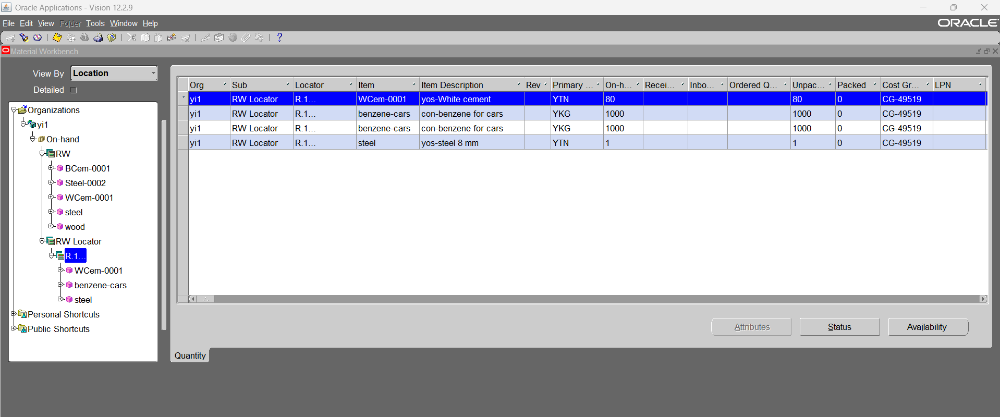 Oracle Applications - Vision 12.2.9
File Edit View Folder Tools Window Help
ORACLE
Material Workbench
View By Location
Detailed
Organizations
yi1
On-hand
RW
BCem-0001
Steel-0002
WCem-0001
steel
wood
RW Locator
R.1...
WCem-0001
benzene-cars
steel
Personal Shortcuts
Public Shortcuts
Org Sub Locator Item Item Description Rev Primary ... On-h... Recei... Inbo... Ordered Q... Unpac... Packed Cost Gr... LPN
yi1 RW Locator R.1... WCem-0001 yos-White cement YTN 80 80 0 CG-49519
yi1 RW Locator R.1... benzene-cars con-benzene for cars YKG 1000 1000 0 CG-49519
yi1 RW Locator R.1... benzene-cars con-benzene for cars YKG 1000 1000 0 CG-49519
yi1 RW Locator R.1... steel yos-steel 8 mm YTN 1 1 0 CG-49519
Attributes Status Availability
Quantity